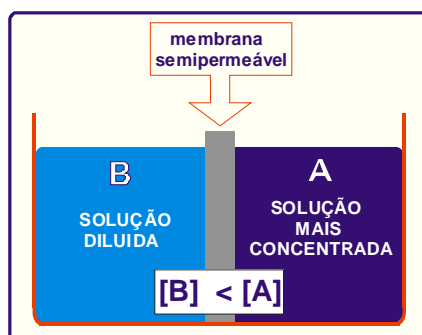 membrana
semipermeável
B
SOLUÇÃO
DILUIDA
A
SOLUÇÃO
MAIS
CONCENTRADA
[B] < [A]